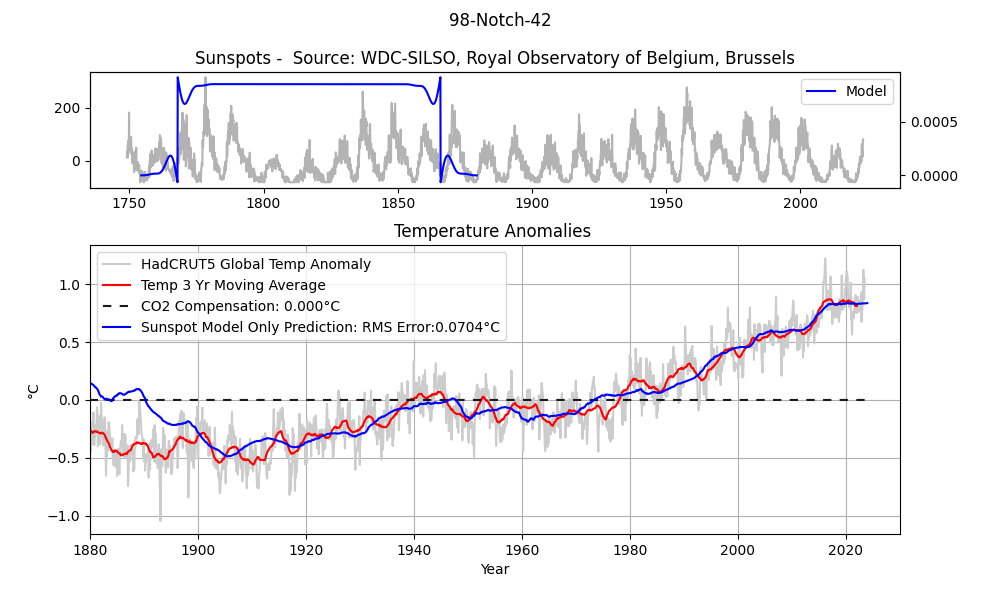 98-Notch-42
Sunspots -  Source: WDC-SILSO, Royal Observatory of Belgium, Brussels
Model
200
0
0.0005
0.0000
1750 1800 1850 1900 1950 2000
Temperature Anomalies
HadCRUT5 Global Temp Anomaly
Temp 3 Yr Moving Average
CO2 Compensation: 0.000°C
Sunspot Model Only Prediction: RMS Error:0.0704°C
°C
1.0
0.5
0.0
−0.5
−1.0
1880 1900 1920 1940 1960 1980 2000 2020
Year